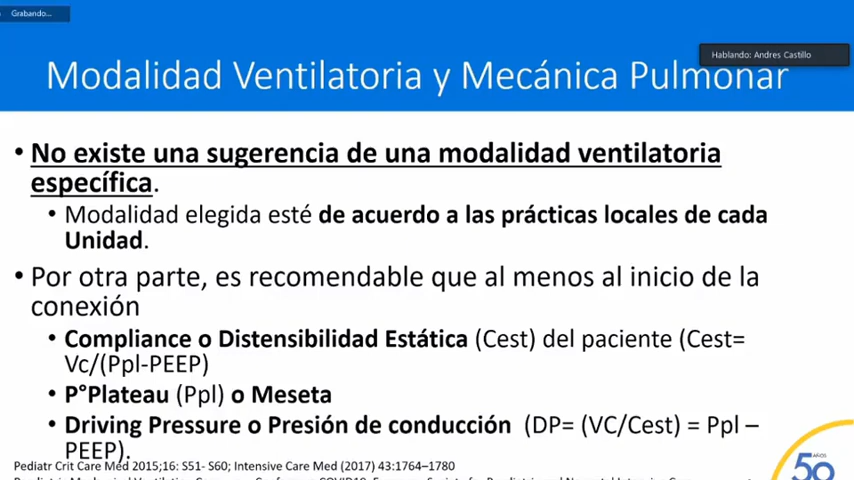 Grabando...
Hablando: Andres Castillo
Modalidad Ventilatoria y Mecánica Pulmonar
• No existe una sugerencia de una modalidad ventilatoria
específica.
• Modalidad elegida esté de acuerdo a las prácticas locales de cada
Unidad.
• Por otra parte, es recomendable que al menos al inicio de la
conexión
• Compliance o Distensibilidad Estática (Cest) del paciente (Cest=
Vc/(Ppl-PEEP)
• P°Plateau (Ppl) o Meseta
• Driving Pressure o Presión de conducción (DP= (VC/Cest) = Ppl –
PEEP).
Pediatr Crit Care Med 2015;16: S51- S60; Intensive Care Med (2017) 43:1764–1780
50 AÑOS